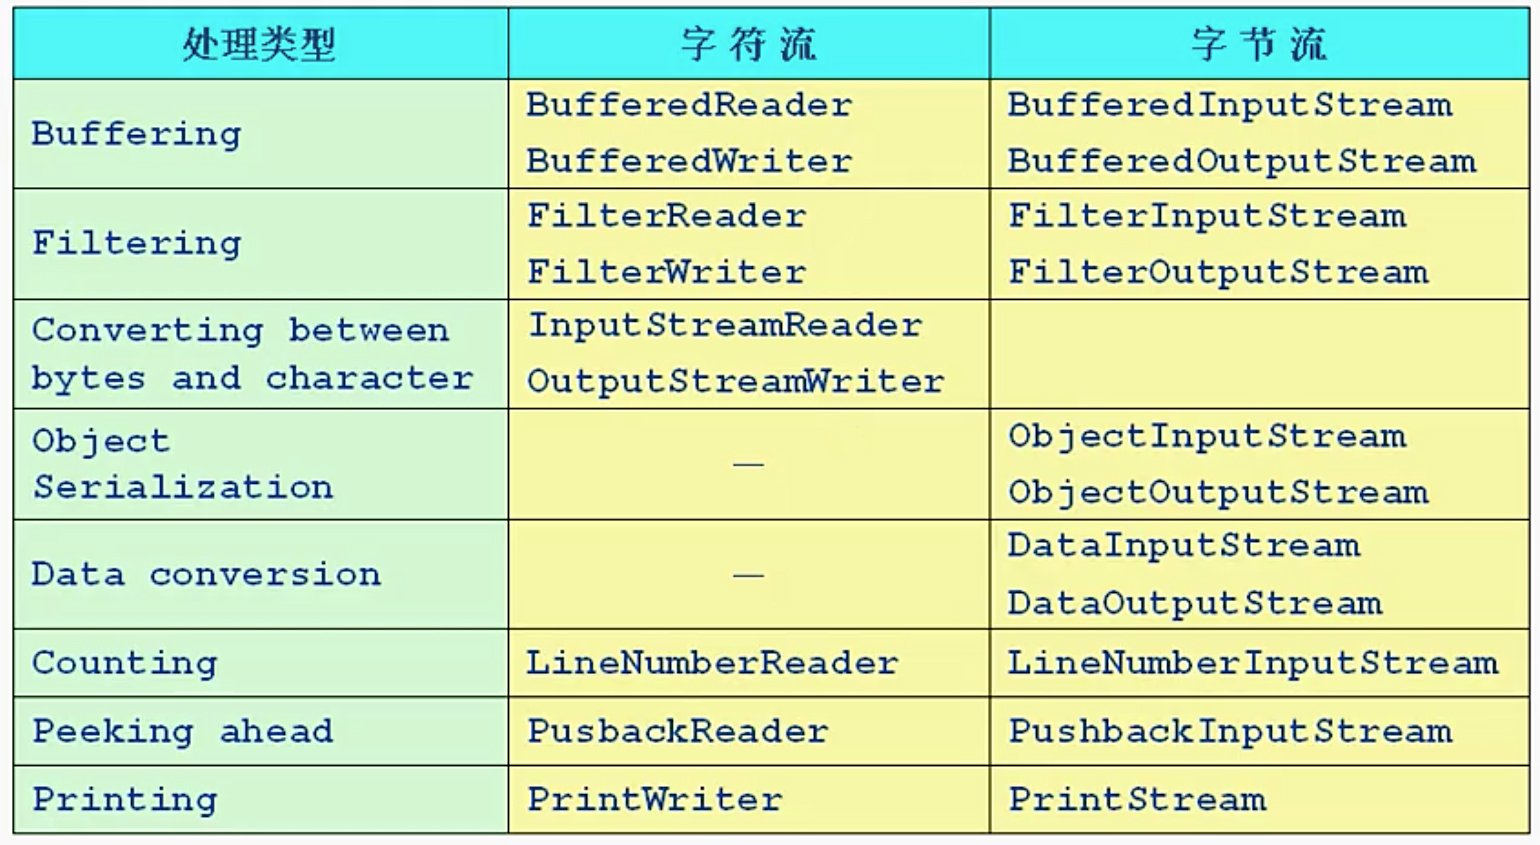 处理类型 字符流 字节流
Buffering
BufferedReader
BufferedWriter
BufferedInputStream
BufferedOutputStream
Filtering
FilterReader
FilterWriter
FilterInputStream
FilterOutputStream
Converting between
bytes and character
InputStreamReader
OutputStreamWriter
Object
Serialization
—
ObjectInputStream
ObjectOutputStream
Data conversion
—
DataInputStream
DataOutputStream
Counting LineNumberReader LineNumberInputStream
Peeking ahead PusbackReader PushbackInputStream
Printing PrintWriter PrintStream